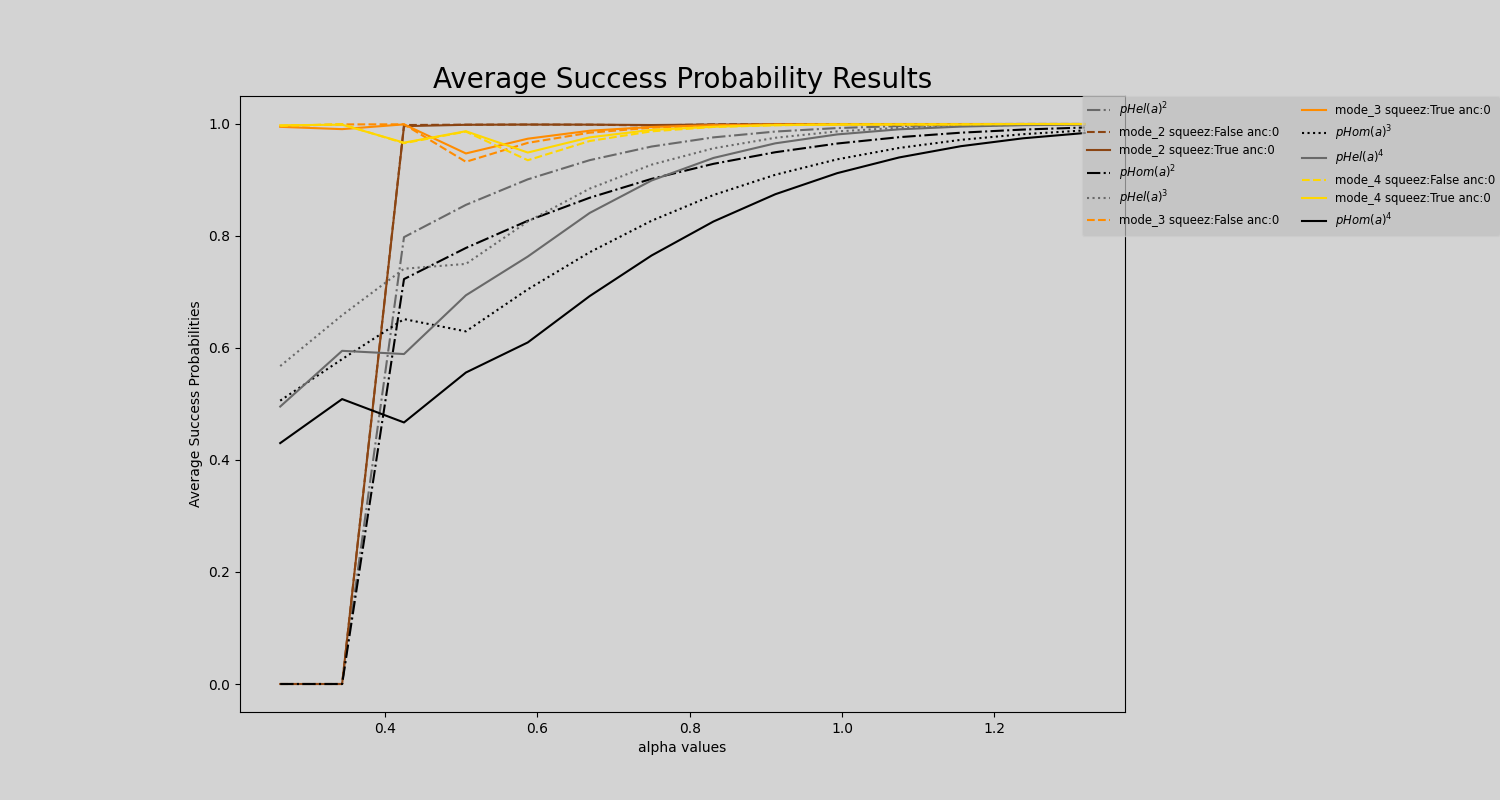 Average Success Probability Results
1.0
0.8
0.6
0.4
0.2
0.0
Average Success Probabilities
0.4 0.6 0.8 1.0 1.2
alpha values
pHel(a)²
mode_2 squeez:False anc:0
mode_2 squeez:True anc:0
pHom(a)²
pHel(a)³
mode_3 squeez:False anc:0
mode_3 squeez:True anc:0
pHom(a)³
pHel(a)⁴
mode_4 squeez:False anc:0
mode_4 squeez:True anc:0
pHom(a)⁴